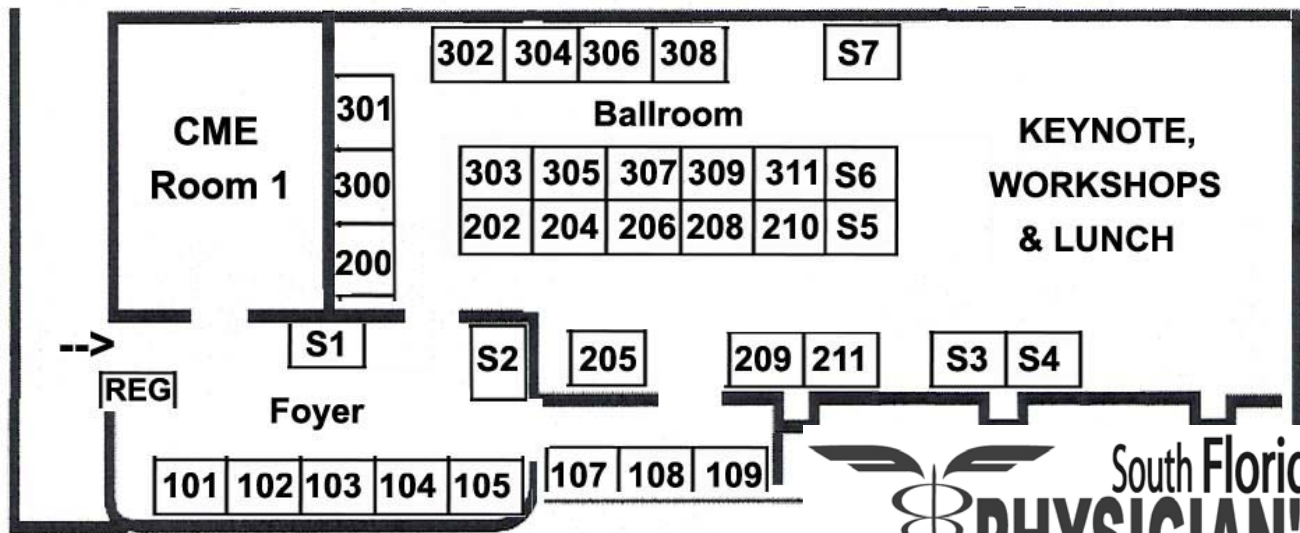 302 304 306 308 S7
301
Ballroom
CME
Room 1
KEYNOTE,
WORKSHOPS
& LUNCH
300
303 305 307 309 311 S6
202 204 206 208 210 S5
200
-->
S1
S2
205
209 211
S3 S4
REG
Foyer
101 102 103 104 105
107 108 109
South Floric
PHYSICIAN'